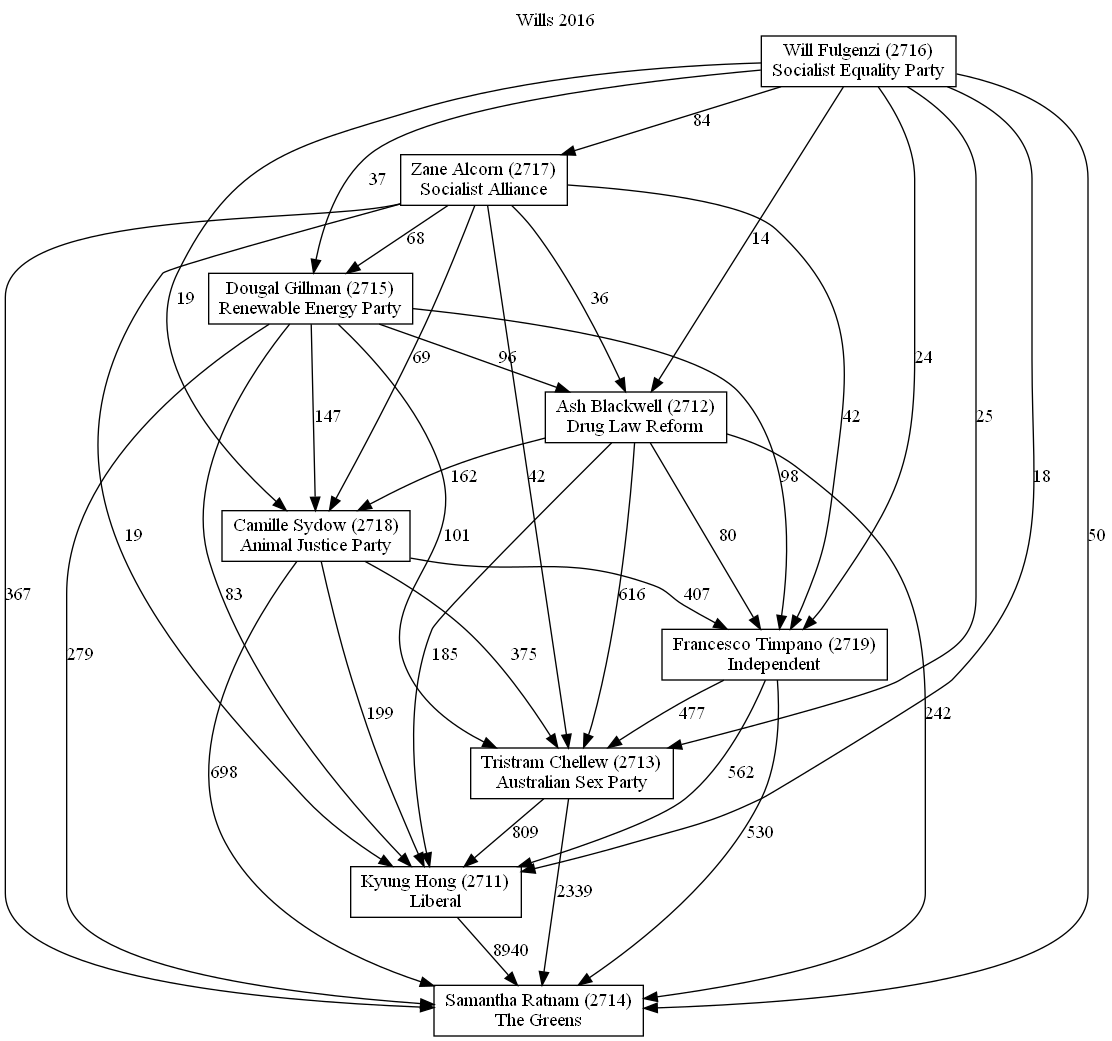 Wills 2016
Will Fulgenzi (2716)
Socialist Equality Party
84
Zane Alcorn (2717)
Socialist Alliance
37
68
14
Dougal Gillman (2715)
Renewable Energy Party
19
36
69
96
24
Ash Blackwell (2712)
Drug Law Reform
147
42
25
162
42
98
18
Camille Sydow (2718)
Animal Justice Party
19
101
80
50
367
83
616
407
Francesco Timpano (2719)
Independent
279
185
375
199
477
242
Tristram Chellew (2713)
Australian Sex Party
698
562
809
530
Kyung Hong (2711)
Liberal
2339
8940
Samantha Ratnam (2714)
The Greens